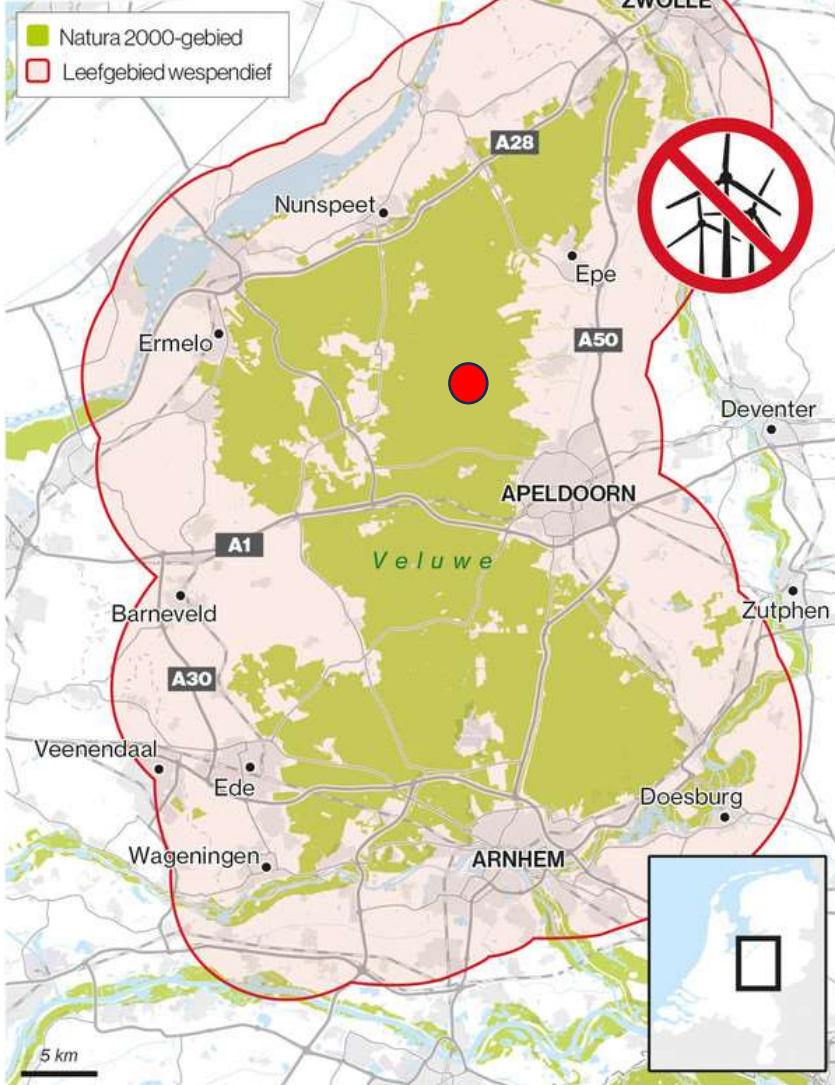 ZWOLLE
Natura 2000-gebied
Leefgebied wespendief
A28
Nunspeet
Epe
Ermelo
A50
Deventer
APELDOORN
A1
Veluwe
Barneveld
Zutphen
A30
Veenendaal
Ede
Doesburg
Wageningen
ARNHEM
5 km